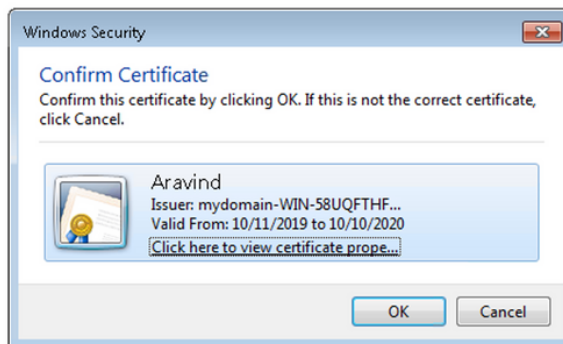 Windows Security
Confirm Certificate
Confirm this certificate by clicking OK. If this is not the correct certificate,
click Cancel.
Aravind
Issuer: mydomain-WIN-58UQFTHF...
Valid From: 10/11/2019 to 10/10/2020
Click here to view certificate prope...
OK
Cancel